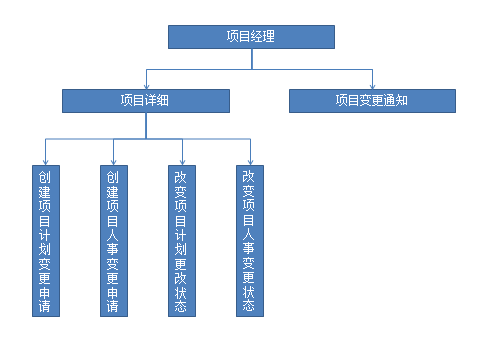 项目经理
项目详细
项目变更通知
创建项目计划变更申请
创建项目人事变更申请
改变项目计划更改状态
改变项目人事变更状态